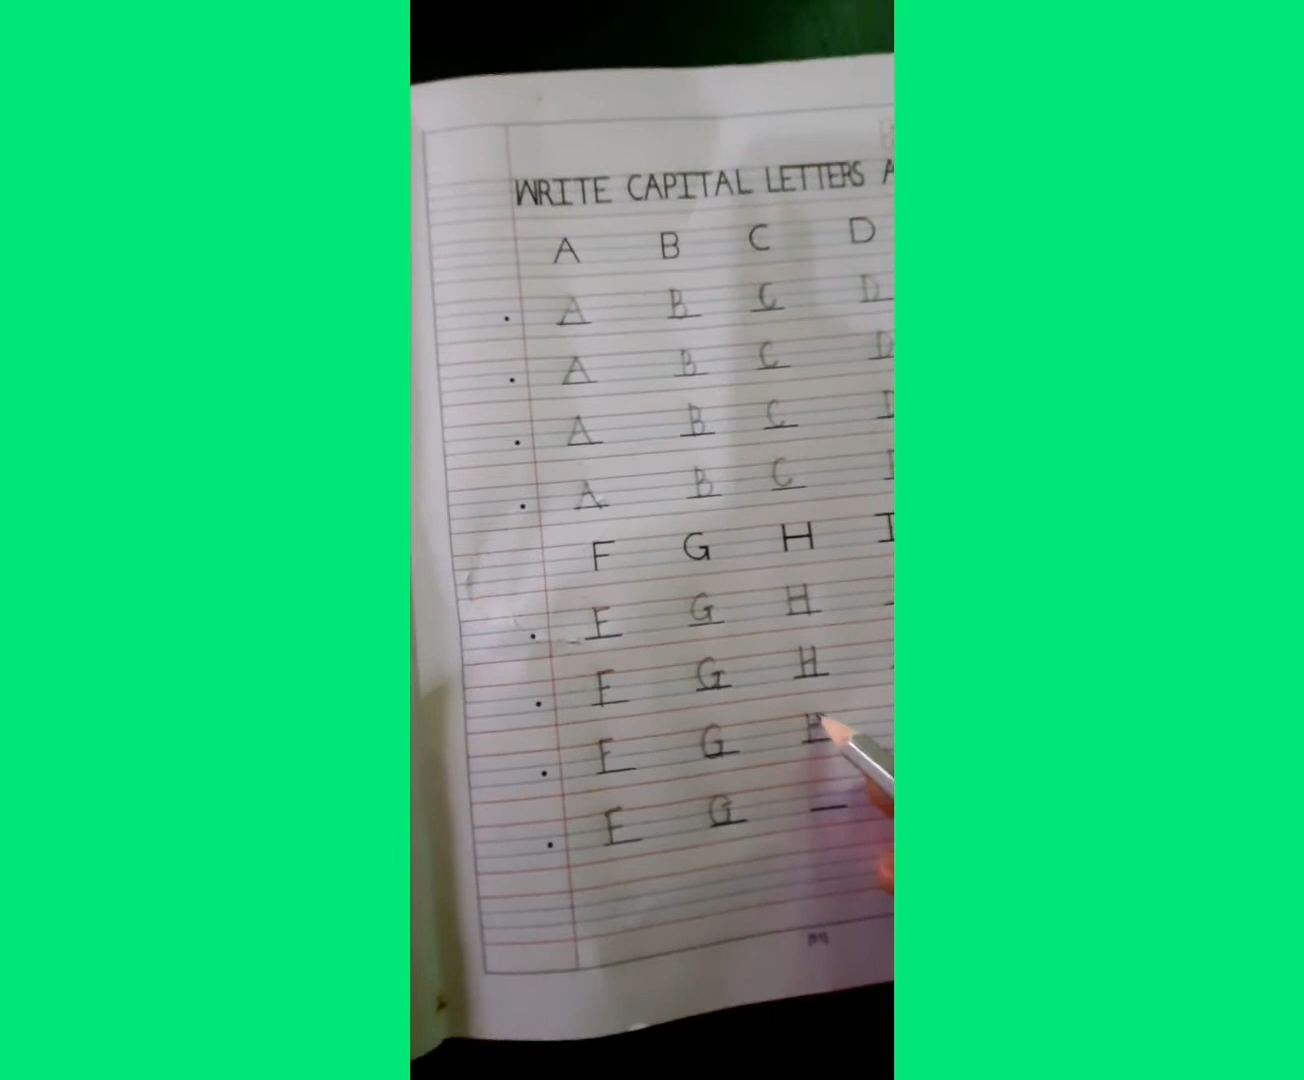 WRITE CAPITAL LETTERS A
A B C D
. A B C D
. A B C D
. A B C D
. A B C
F G H I
. F G H
. F G H
. F G H
. F G _